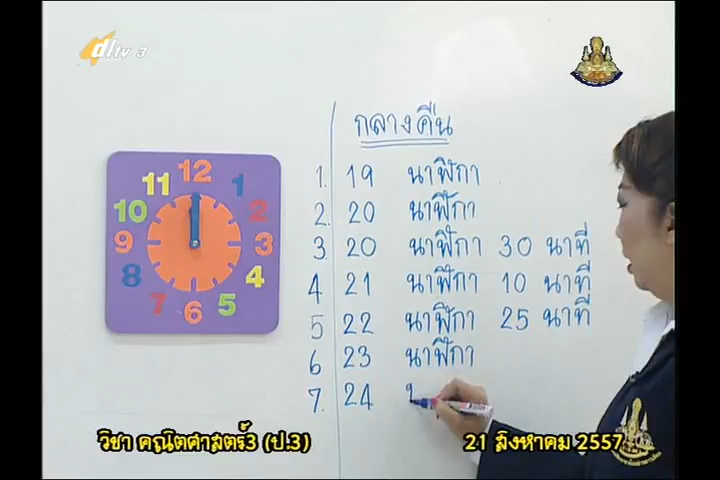 dltv 3
กลางคืน
1. 19 นาฬิกา
2. 20 นาฬิกา
3. 20 นาฬิกา 30 นาที
4 21 นาฬิกา 10 นาที
5 22 นาฬิกา 25 นาที
6 23 นาฬิกา
7. 24 น
12
11 1
10 2
9 3
8 4
7 5
6
วิชา คณิตศาสตร์3 (ป.3) 21 สิงหาคม 2557